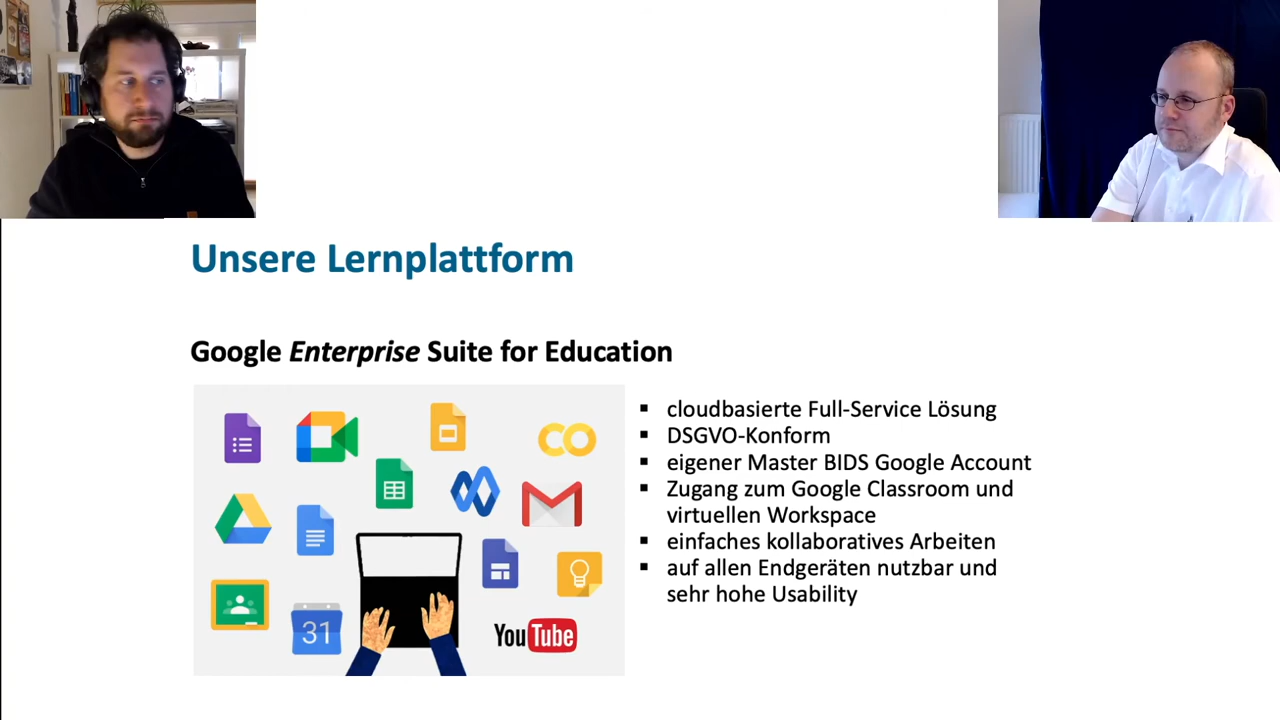 Unsere Lernplattform
Google Enterprise Suite for Education
▪ cloudbasierte Full-Service Lösung
▪ DSGVO-Konform
▪ eigener Master BIDS Google Account
▪ Zugang zum Google Classroom und
virtuellen Workspace
▪ einfaches kollaboratives Arbeiten
▪ auf allen Endgeräten nutzbar und
sehr hohe Usability
CO
31
YouTube